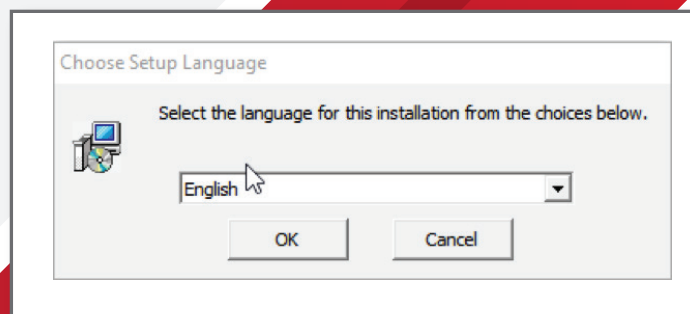 Choose Setup Language
Select the language for this installation from the choices below.
English
OK
Cancel